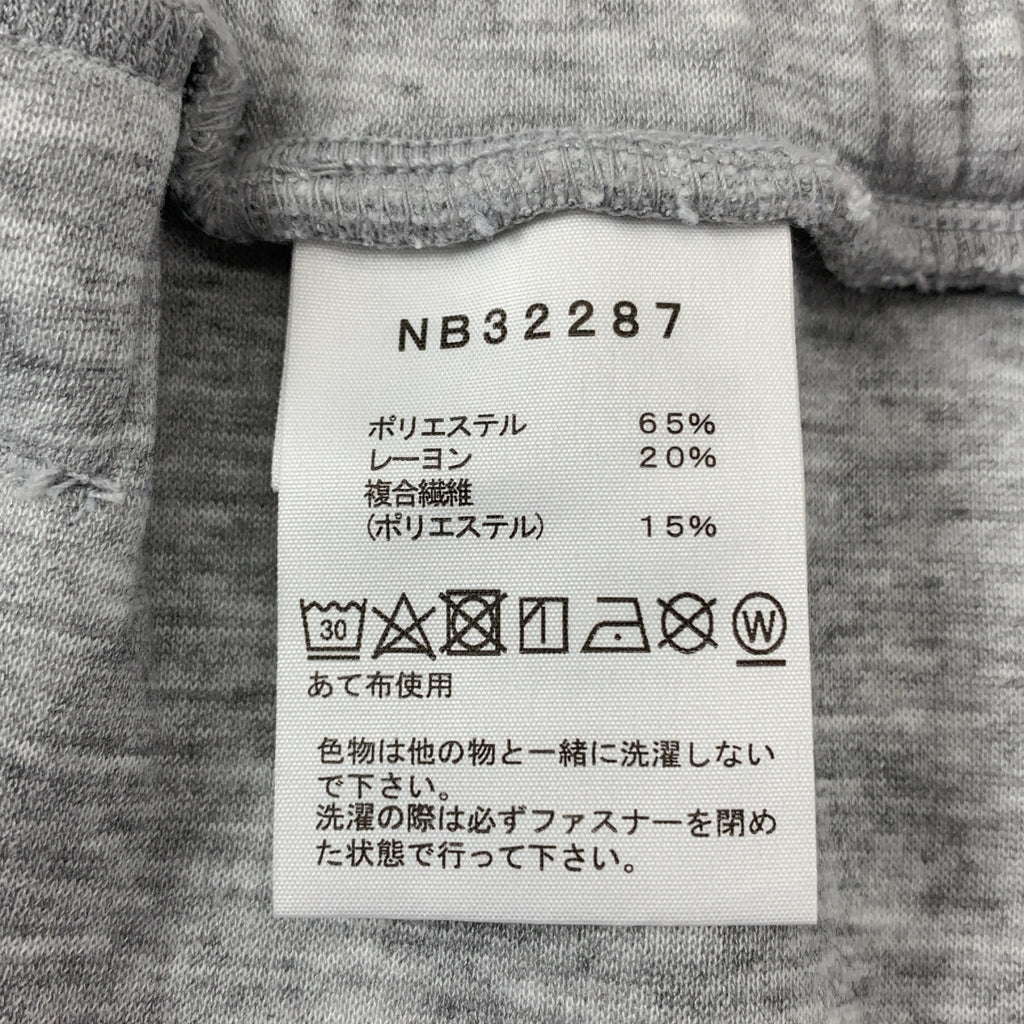 NB32287
ポリエステル 65%
レーヨン 20%
複合繊維
(ポリエステル) 15%
30 W
あて布使用
色物は他の物と一緒に洗濯しない
で下さい。
洗濯の際は必ずファスナーを閉め
た状態で行って下さい。